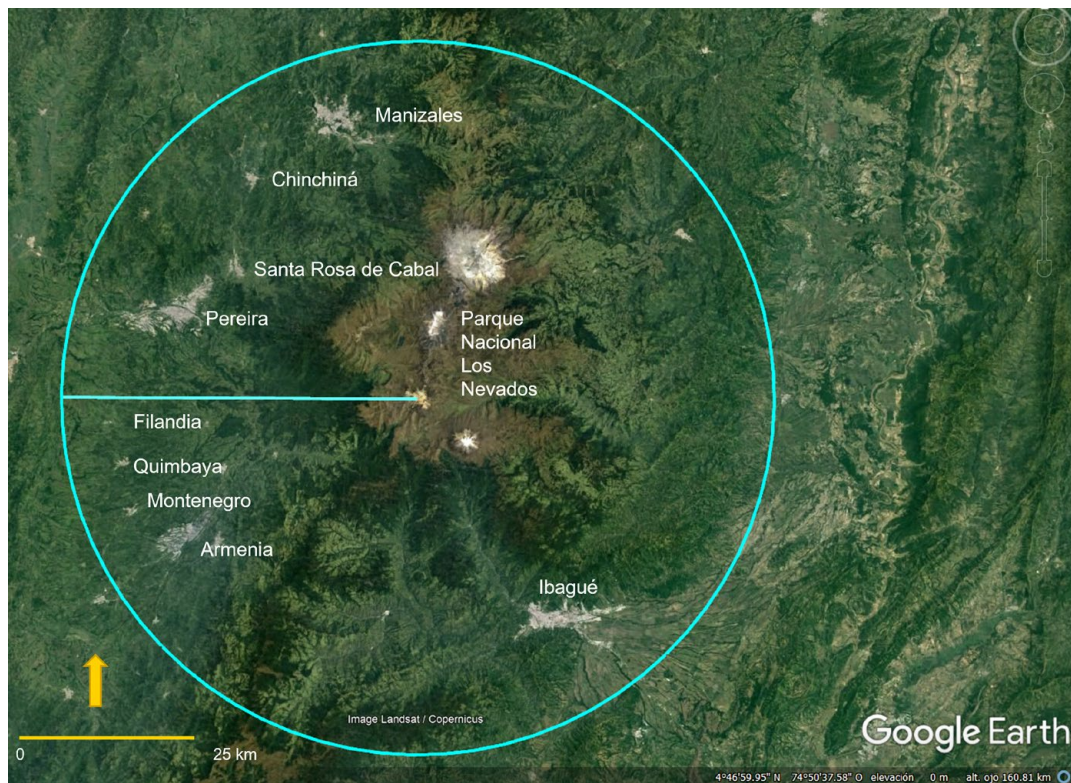 Manizales
Chinchiná
Santa Rosa de Cabal
Pereira
Parque
Nacional
Los
Nevados
Filandia
Quimbaya
Montenegro
Armenia
Ibagué
Image Landsat / Copernicus
Google Earth
0 25 km
4°46'59.95" N 74°50'37.58" O elevación 0 m alt. ojo 160.81 km